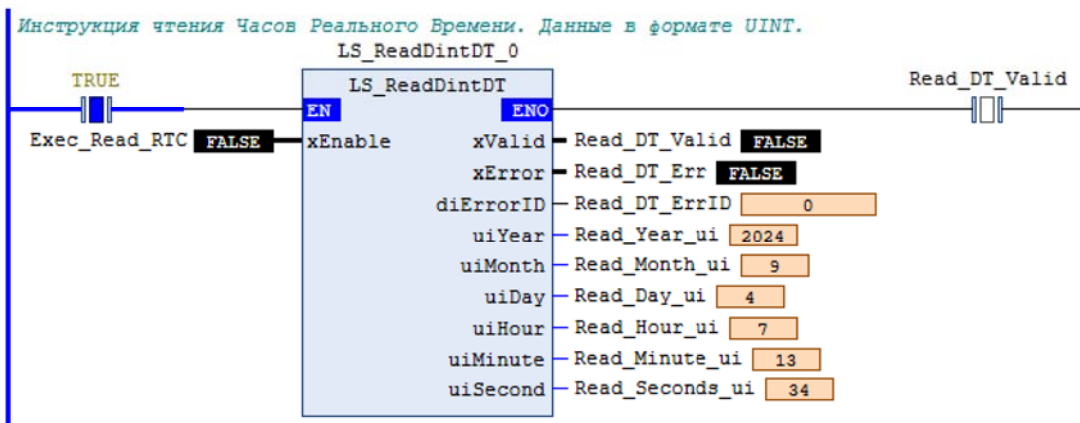 Инструкция чтения Часов Реального Времени. Данные в формате UINT.
LS_ReadDintDT_0
TRUE LS_ReadDintDT Read_DT_Valid
EN ENO
Exec_Read_RTC FALSE xEnable xValid Read_DT_Valid FALSE
xError Read_DT_Err FALSE
diErrorID Read_DT_ErrID 0
uiYear Read_Year_ui 2024
uiMonth Read_Month_ui 9
uiDay Read_Day_ui 4
uiHour Read_Hour_ui 7
uiMinute Read_Minute_ui 13
uiSecond Read_Seconds_ui 34